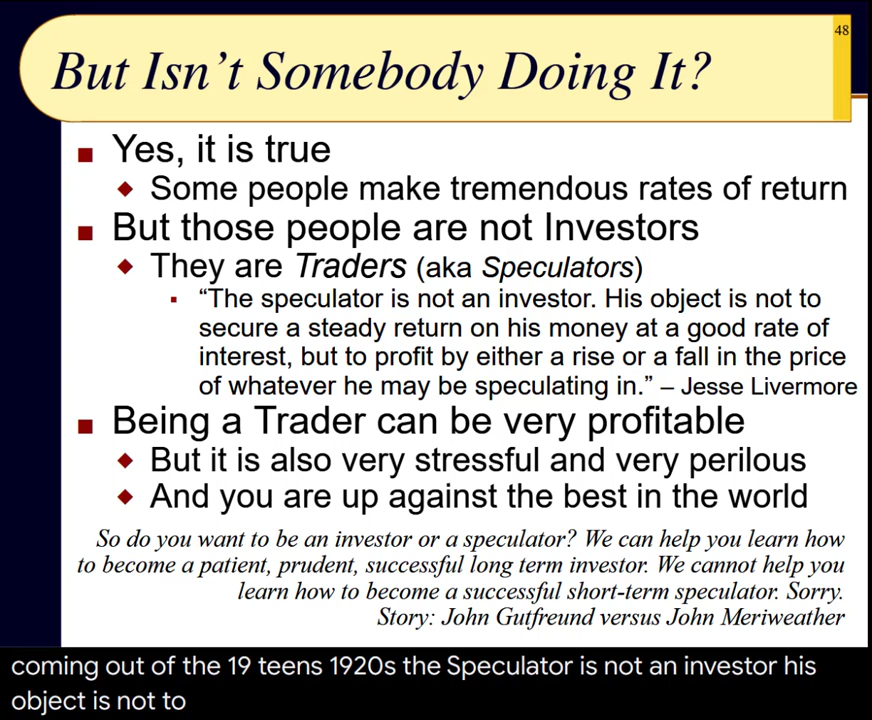 48
But Isn't Somebody Doing It?
Yes, it is true
Some people make tremendous rates of return
But those people are not Investors
They are Traders (aka Speculators)
“The speculator is not an investor. His object is not to
secure a steady return on his money at a good rate of
interest, but to profit by either a rise or a fall in the price
of whatever he may be speculating in.” – Jesse Livermore
Being a Trader can be very profitable
But it is also very stressful and very perilous
And you are up against the best in the world
So do you want to be an investor or a speculator? We can help you learn how
to become a patient, prudent, successful long term investor. We cannot help you
learn how to become a successful short-term speculator. Sorry.
Story: John Gutfreund versus John Meriweather
coming out of the 19 teens 1920s the Speculator is not an investor his
object is not to